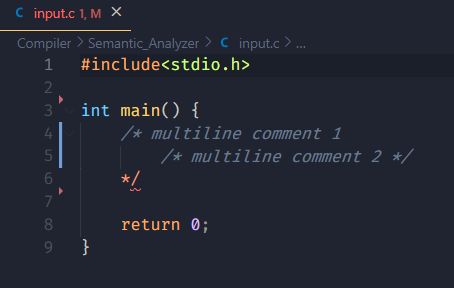 C input.c 1, M ×
Compiler > Semantic_Analyzer > C input.c > ...
1 #include<stdio.h>
2
3 int main() {
4 /* multiline comment 1
5 /* multiline comment 2 */
6 */
7
8 return 0;
9 }